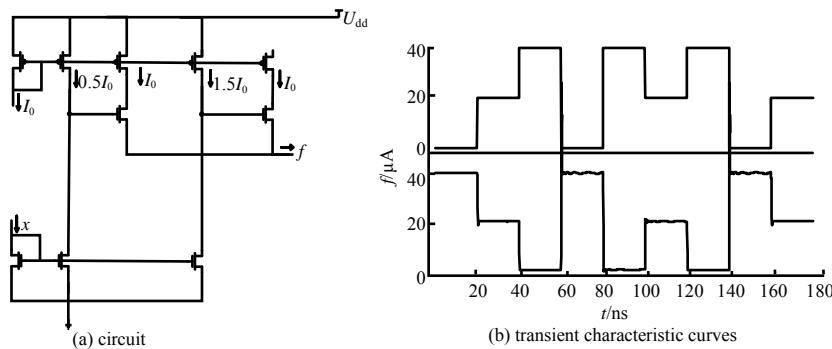 U_dd
0.5I_0
I_0
1.5I_0
I_0
I_0
f
x
(a) circuit
40
20
0
40
20
0
f/μA
20 40 60 80 100 120 140 160 180
t/ns
(b) transient characteristic curves